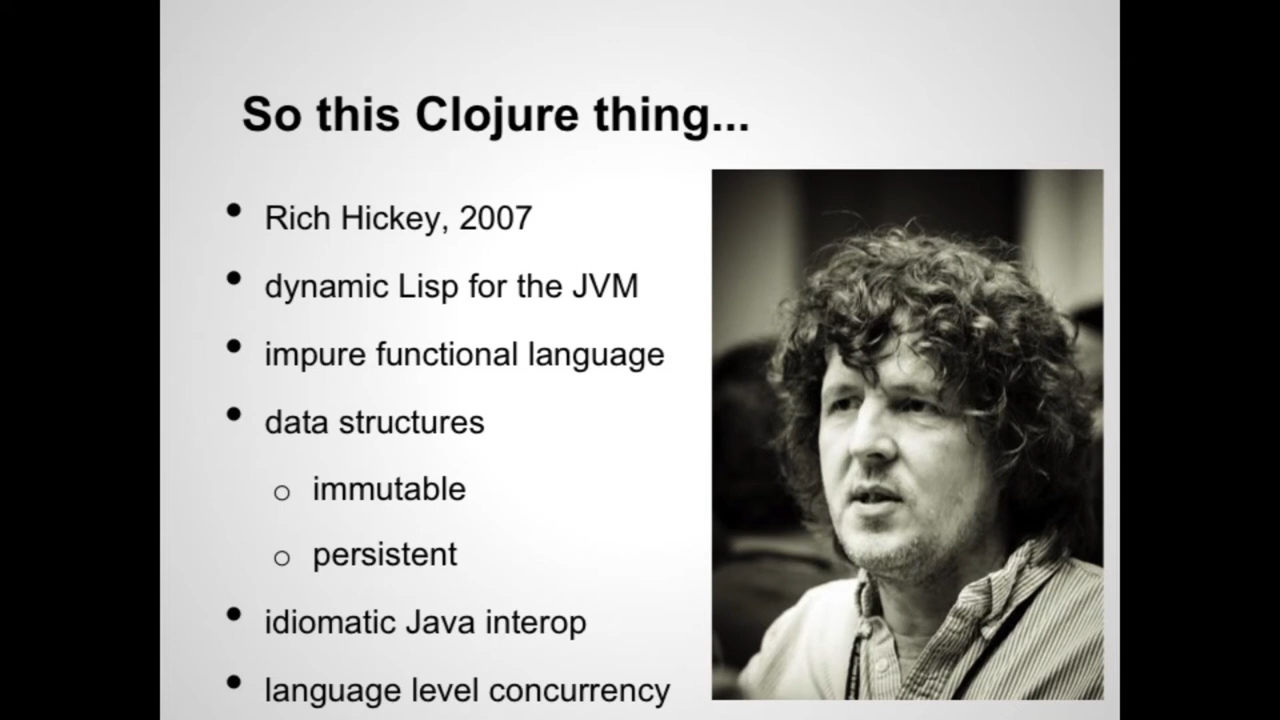 So this Clojure thing...
• Rich Hickey, 2007
• dynamic Lisp for the JVM
• impure functional language
• data structures
o immutable
o persistent
• idiomatic Java interop
• language level concurrency